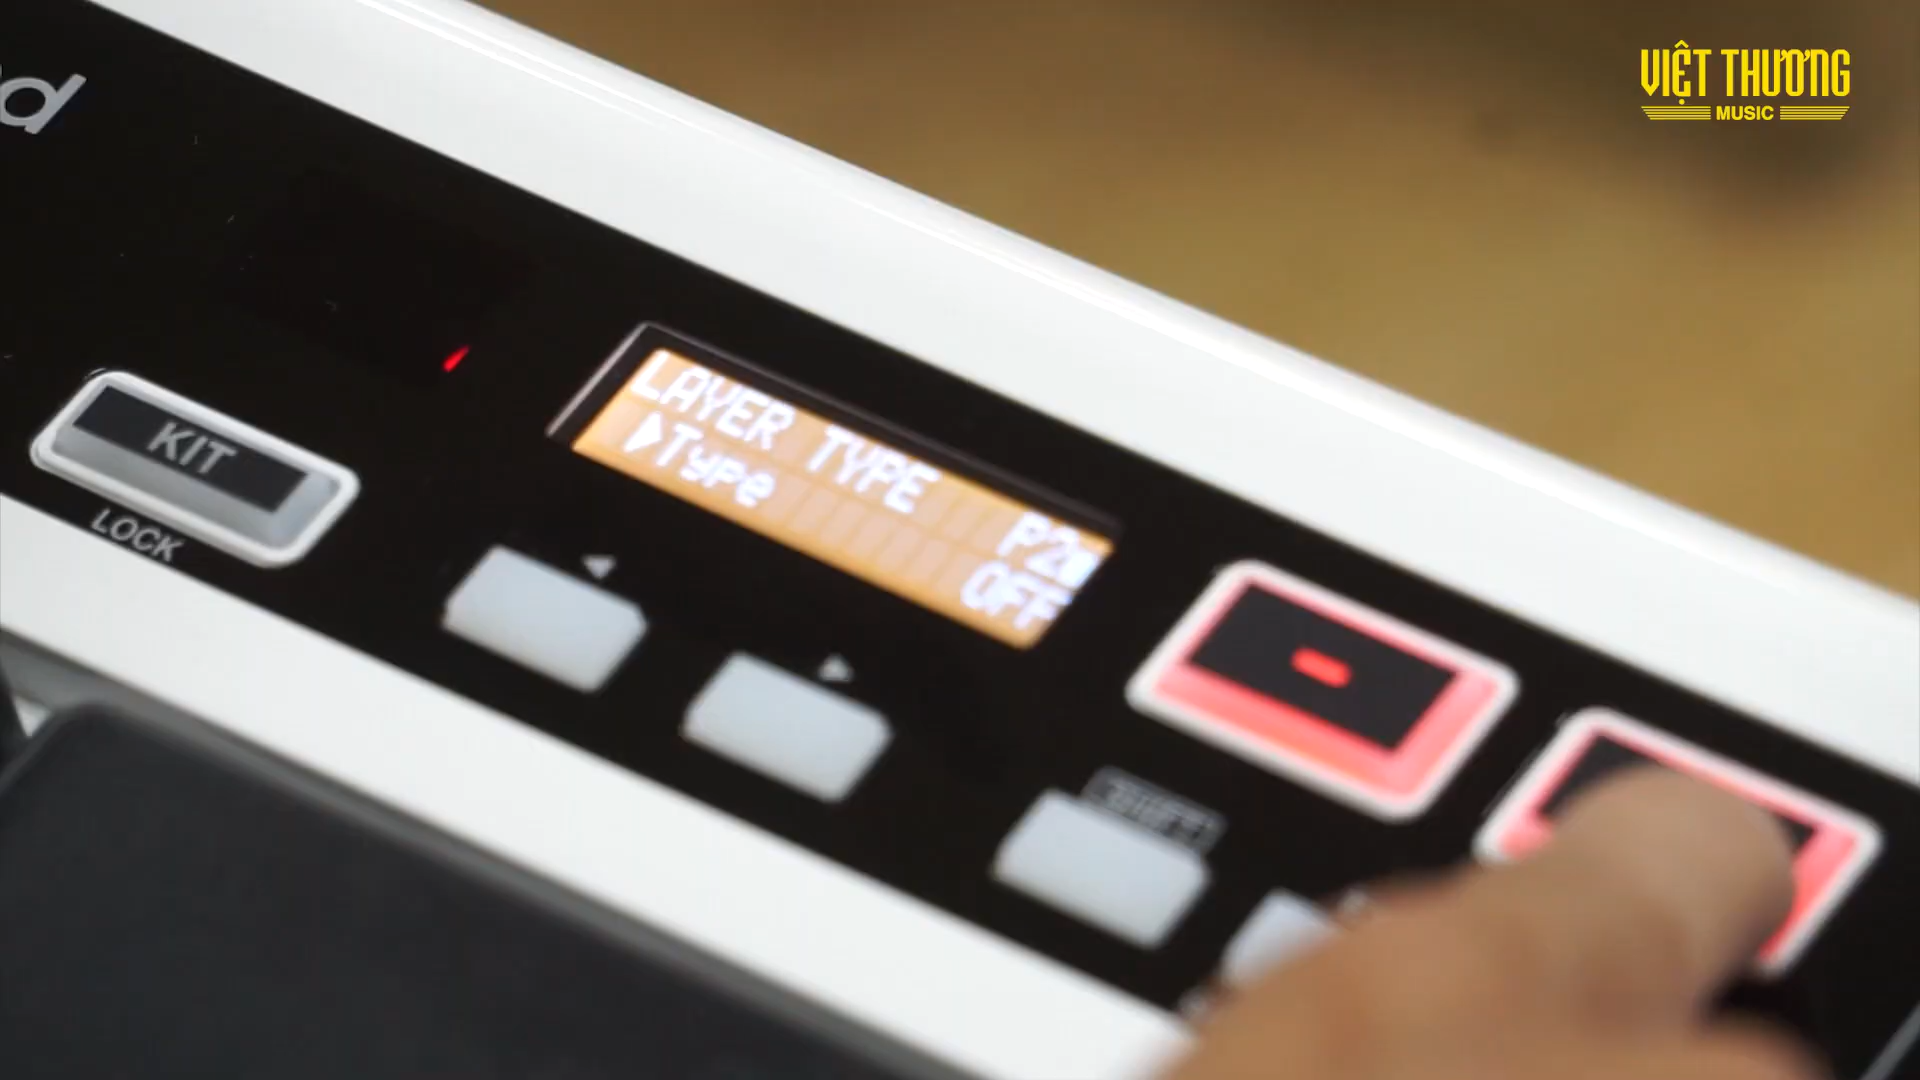 VIỆT THƯƠNG
MUSIC
LAYER TYPE P2
Type OFF
KIT
LOCK